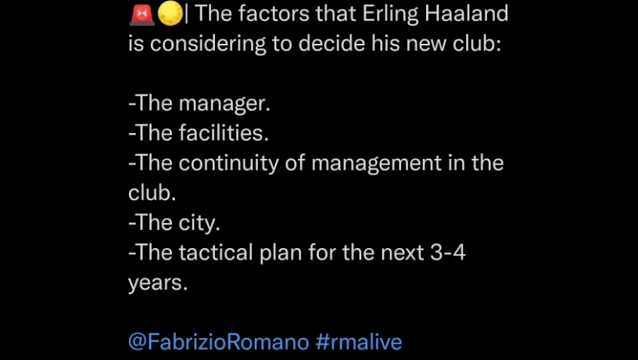 🚨🌕| The factors that Erling Haaland
is considering to decide his new club:
-The manager.
-The facilities.
-The continuity of management in the
club.
-The city.
-The tactical plan for the next 3-4
years.
@FabrizioRomano #rmalive